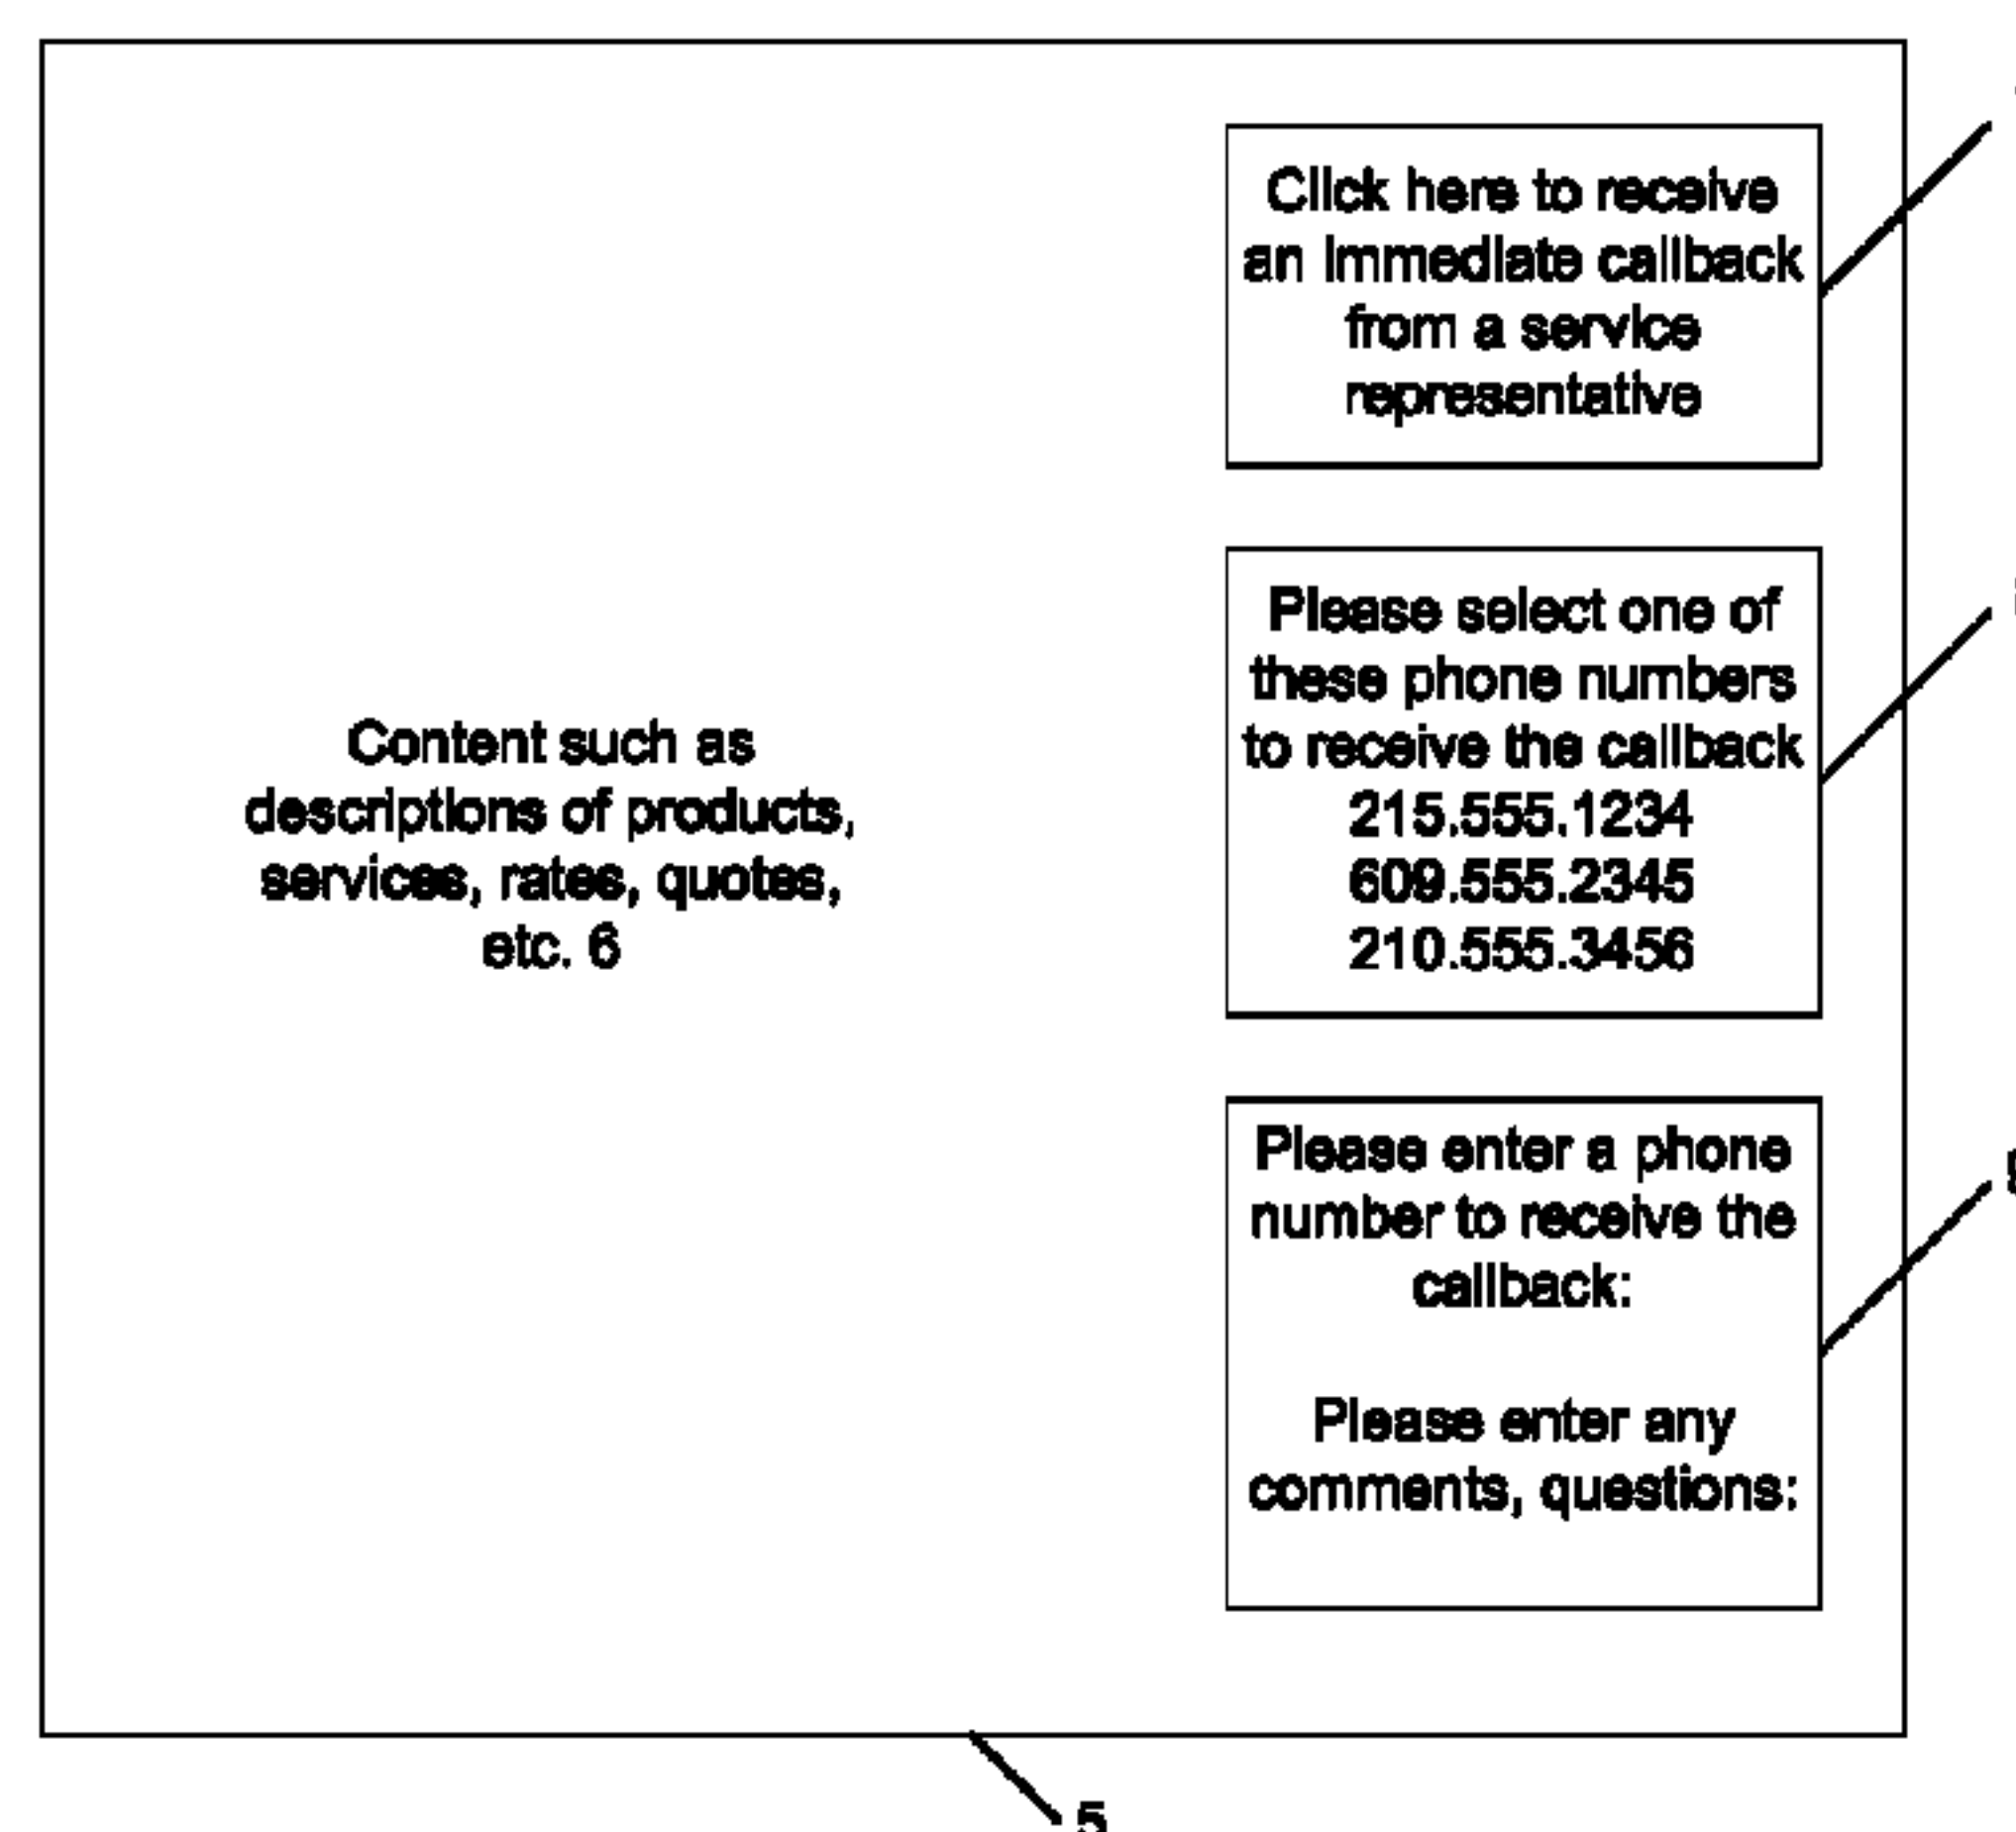 Click here to receive
an immediate callback
from a service
representative
Please select one of
these phone numbers
to receive the callback
215.555.1234
609.555.2345
210.555.3456
Content such as
descriptions of products,
services, rates, quotes,
etc. 6
Please enter a phone
number to receive the
callback:
Please enter any
comments, questions:
5